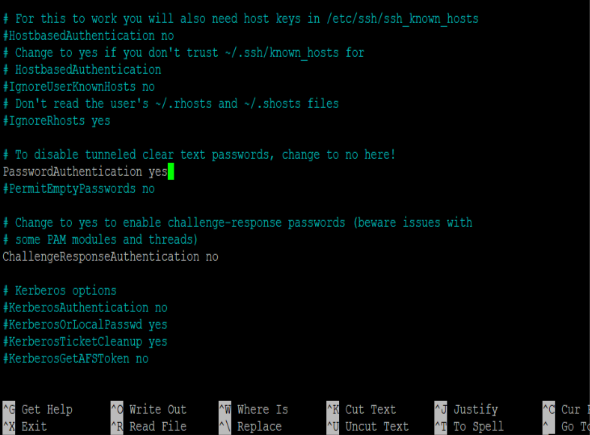 # For this to work you will also need host keys in /etc/ssh/ssh_known_hosts
#HostbasedAuthentication no
# Change to yes if you don't trust ~/.ssh/known_hosts for
# HostbasedAuthentication
#IgnoreUserKnownHosts no
# Don't read the user's ~/.rhosts and ~/.shosts files
#IgnoreRhosts yes
# To disable tunneled clear text passwords, change to no here!
PasswordAuthentication yes
#PermitEmptyPasswords no
# Change to yes to enable challenge-response passwords (beware issues with
# some PAM modules and threads)
ChallengeResponseAuthentication no
# Kerberos options
#KerberosAuthentication no
#KerberosOrLocalPasswd yes
#KerberosTicketCleanup yes
#KerberosGetAFSToken no
^G Get Help ^O Write Out ^W Where Is ^K Cut Text ^J Justify ^C Cur
^X Exit ^R Read File ^\ Replace ^U Uncut Text ^T To Spell ^_ Go To